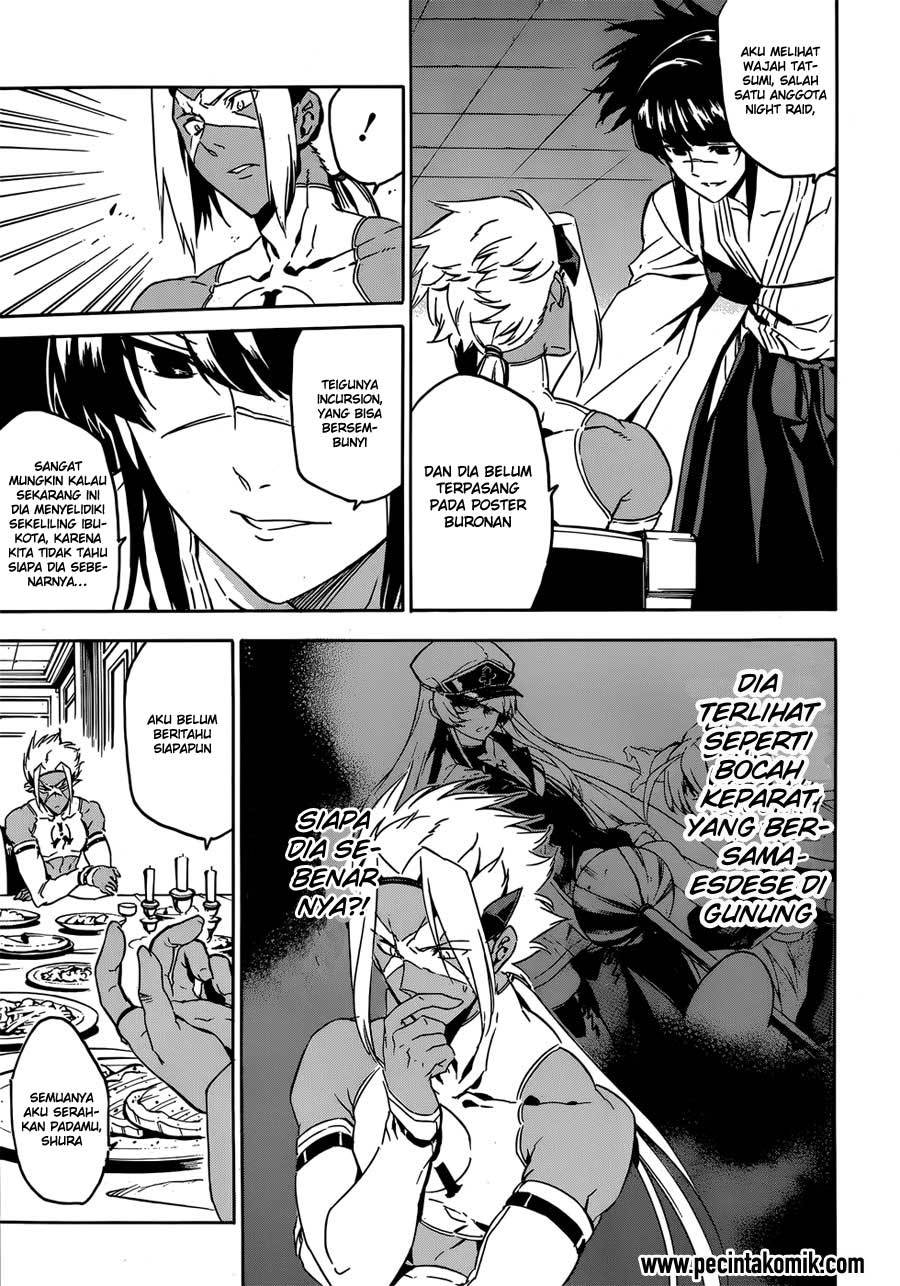 AKU MELIHAT
WAJAH TAT-
SUMI, SALAH
SATU ANGGOTA
NIGHT RAID,
DAN DIA BELUM
TERPASANG
PADA POSTER
BURONAN
!
TEIGUNYA
INCURSION,
YANG BISA
BERSEM-
BUNYI
SANGAT
MUNGKIN KALAU
SEKARANG INI
DIA MENYELIDIKI
SEKELILING IBU-
KOTA, KARENA
KITA TIDAK TAHU
SIAPA DIA SEBE-
NARNYA...
DIA
TERLIHAT
SEPERTI
BOCAH
KEPARAT,
YANG BER-
SAMA-
ESDESE DI
GUNUNG
SIAPA
DIA SE-
BENAR
NYA?!
AKU BELUM
BERITAHU
SIAPAPUN
SEMUANYA
AKU SERAH-
KAN PADAMU,
SHURA
www.pecintakomik.com